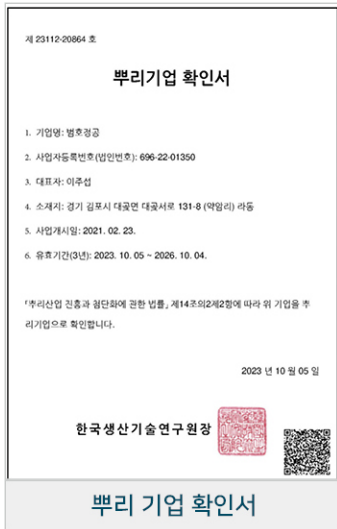 제 23112-20864 호
뿌리기업 확인서
1. 기업명: 범호정공
2. 사업자등록번호(법인번호): 696-22-01350
3. 대표자: 이주섭
4. 소재지: 경기 김포시 대곶면 대곶서로 131-8 (약암리) 라동
5. 사업개시일: 2021. 02. 23.
6. 유효기간(3년): 2023. 10. 05 ~ 2026. 10. 04.
「뿌리산업 진흥과 첨단화에 관한 법률」 제14조의2제2항에 따라 위 기업을 뿌
리기업으로 확인합니다.
2023 년 10 월 05 일
한국생산기술연구원장
뿌리 기업 확인서